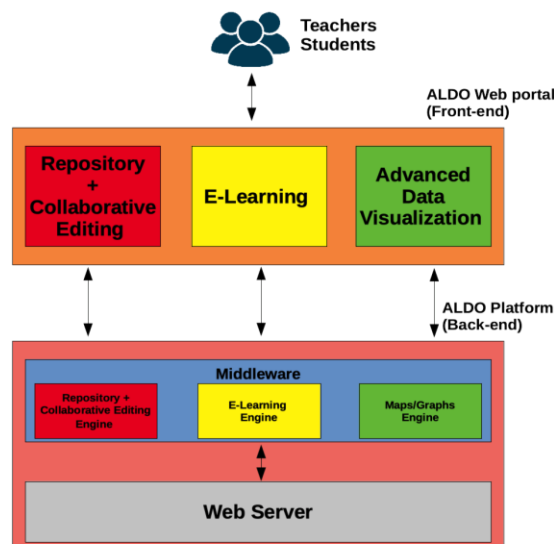 Teachers
Students
ALDO Web portal
(Front-end)
Repository
+
Collaborative
Editing
E-Learning
Advanced
Data
Visualization
ALDO Platform
(Back-end)
Middleware
Repository +
Collaborative Editing
Engine
E-Learning
Engine
Maps/Graphs
Engine
Web Server